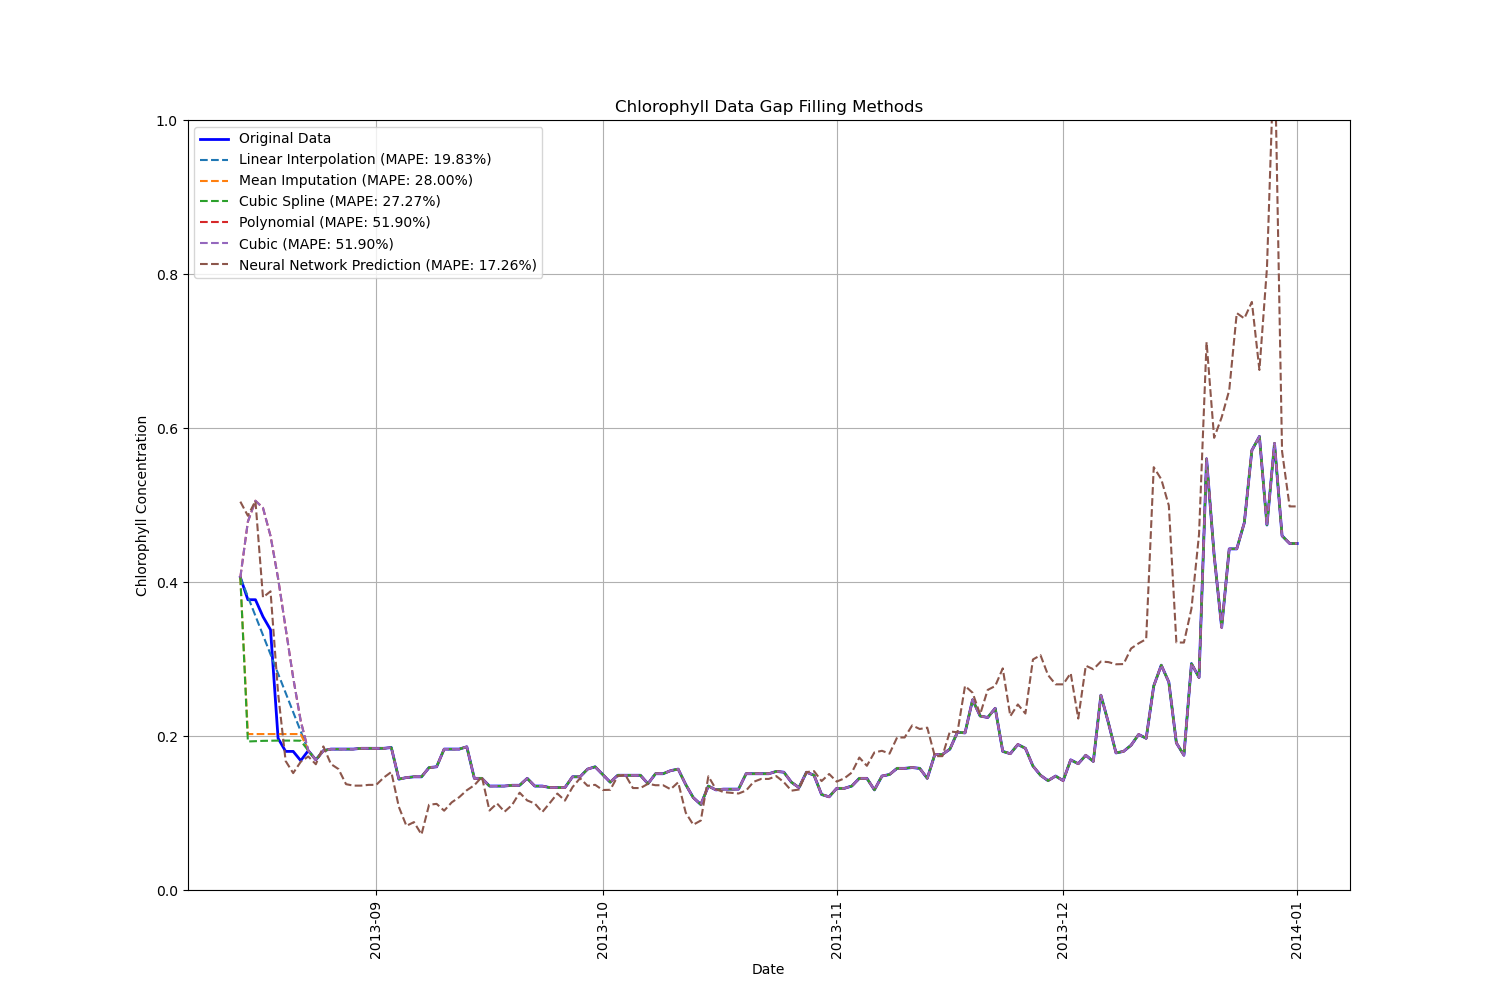 Chlorophyll Data Gap Filling Methods
1.0
0.8
0.6
0.4
0.2
0.0
Chlorophyll Concentration
Original Data
Linear Interpolation (MAPE: 19.83%)
Mean Imputation (MAPE: 28.00%)
Cubic Spline (MAPE: 27.27%)
Polynomial (MAPE: 51.90%)
Cubic (MAPE: 51.90%)
Neural Network Prediction (MAPE: 17.26%)
2013-09
2013-10
2013-11
2013-12
2014-01
Date